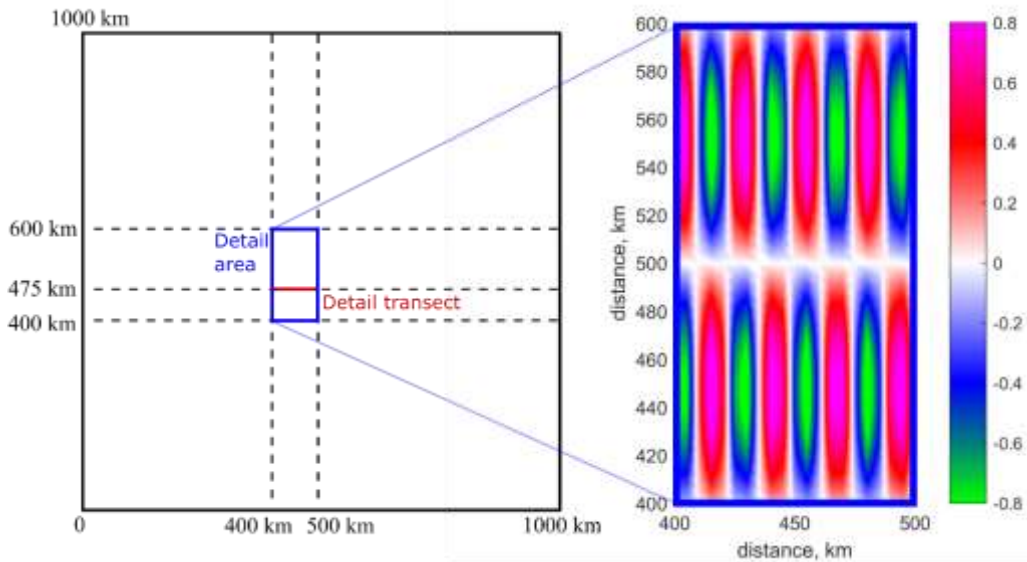 1000 km
600 km
Detail
area
475 km
Detail transect
400 km
0
400 km
500 km
1000 km
600
580
560
540
520
500
480
460
440
420
400
distance, km
400
450
500
distance, km
0.8
0.6
0.4
0.2
0
-0.2
-0.4
-0.6
-0.8